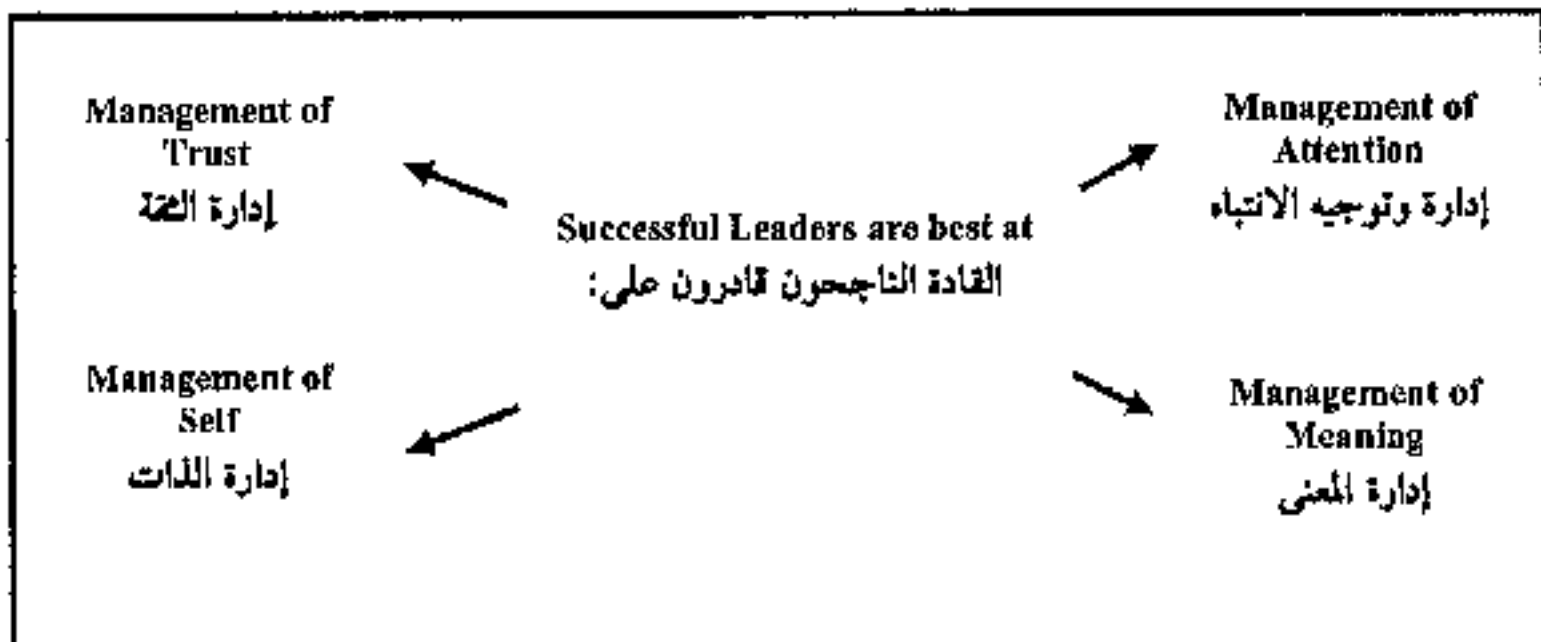 Management of
Trust
إدارة الثقة
Management of
Attention
إدارة وتوجيه الانتباه
Successful Leaders are best at
القادة الناجحون قادرون على:
Management of
Self
إدارة الذات
Management of
Meaning
إدارة المعنى